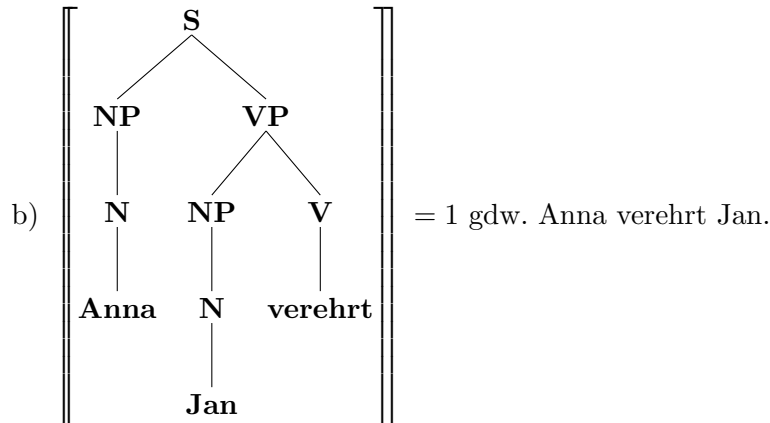 S
NP VP
b) N NP V = 1 gdw. Anna verehrt Jan.
Anna N verehrt
Jan